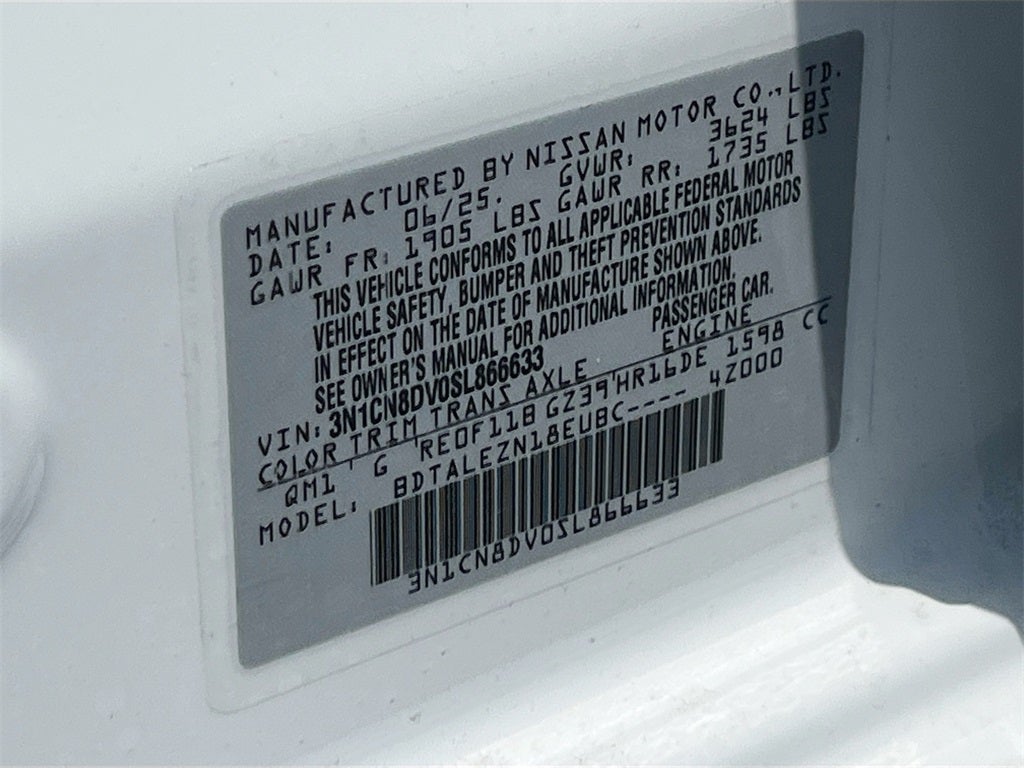 MANUFACTURED BY NISSAN MOTOR CO.,LTD.
DATE: 06/25. GVWR: 3624 LBS
GAWR FR: 1905 LBS GAWR RR: 1735 LBS
THIS VEHICLE CONFORMS TO ALL APPLICABLE FEDERAL MOTOR
VEHICLE SAFETY, BUMPER AND THEFT PREVENTION STANDARDS
IN EFFECT ON THE DATE OF MANUFACTURE SHOWN ABOVE.
SEE OWNER'S MANUAL FOR ADDITIONAL INFORMATION.
VIN: 3N1CN8DV0SL866633 PASSENGER CAR.
COLOR TRIM TRANS AXLE ENGINE
QM1 G RE0F11B GZ39 HR16DE 1598 CC
MODEL: BDTALEZN18EUBC---- 4Z000
3N1CN8DV0SL866633